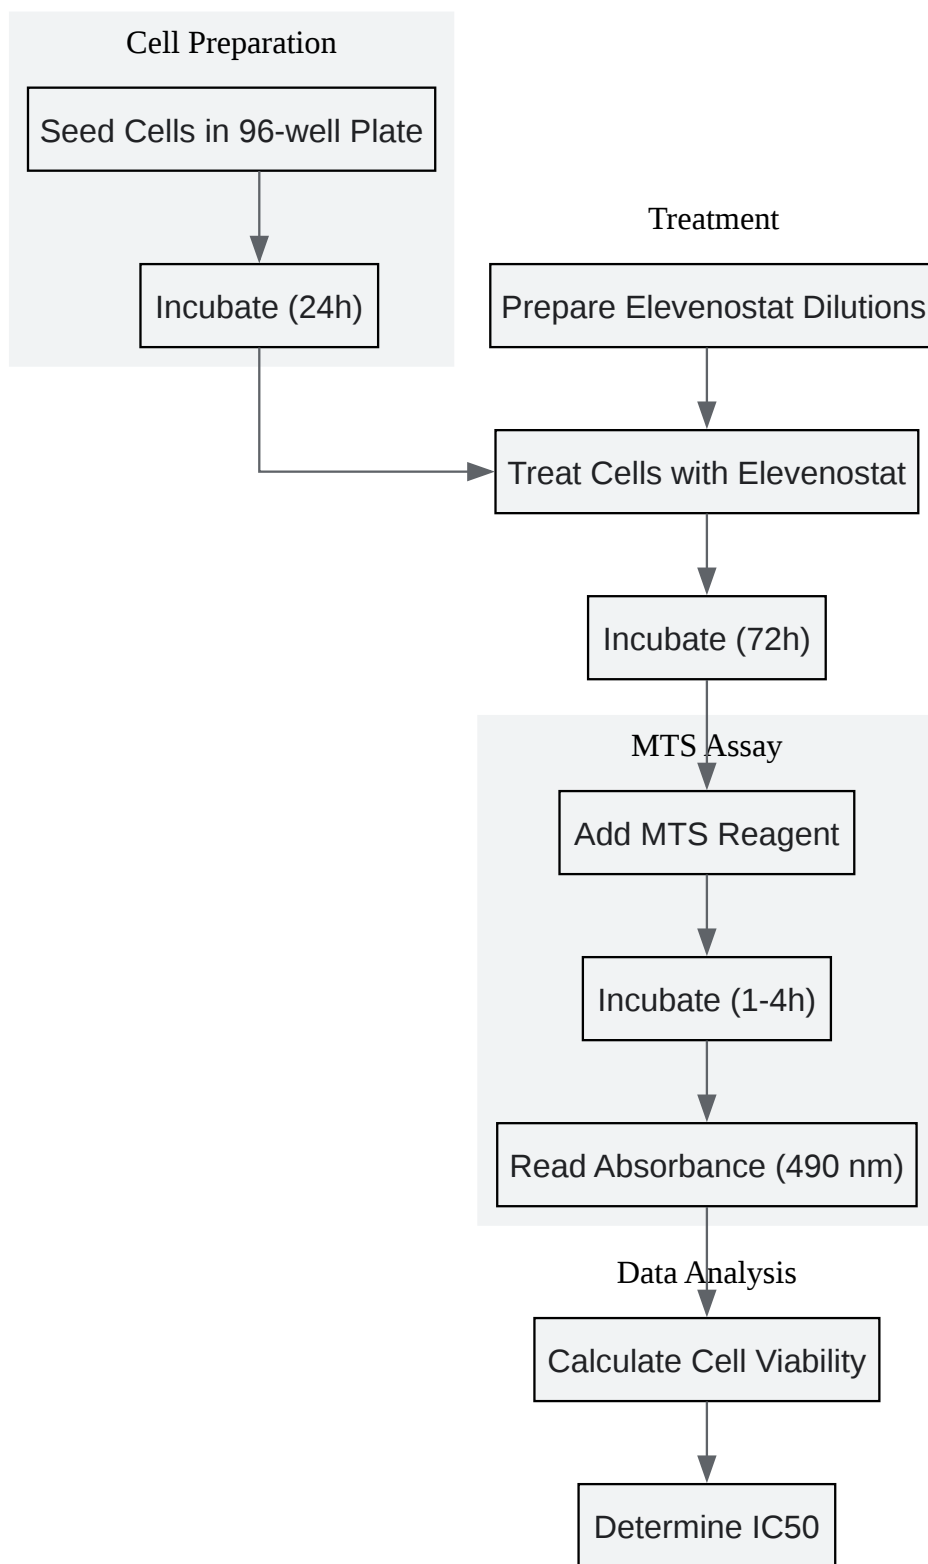 Cell Preparation
Seed Cells in 96-well Plate
Incubate (24h)
Treatment
Prepare Elevenostat Dilutions
Treat Cells with Elevenostat
Incubate (72h)
MTS Assay
Add MTS Reagent
Incubate (1-4h)
Read Absorbance (490 nm)
Data Analysis
Calculate Cell Viability
Determine IC50